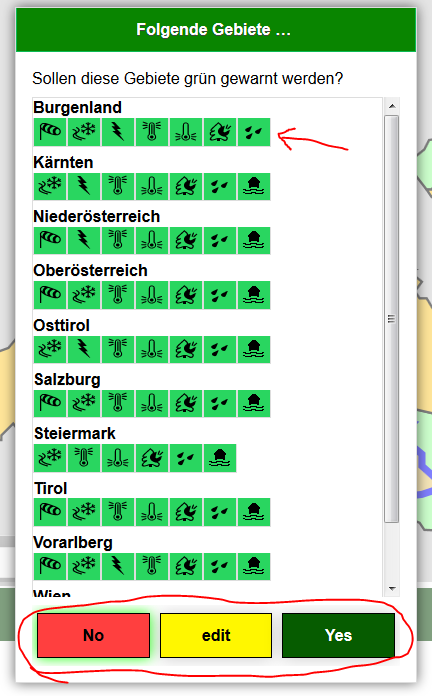 Folgende Gebiete …
Sollen diese Gebiete grün gewarnt werden?
Burgenland
Kärnten
Niederösterreich
Oberösterreich
Osttirol
Salzburg
Steiermark
Tirol
Vorarlberg
Wien
No
edit
Yes